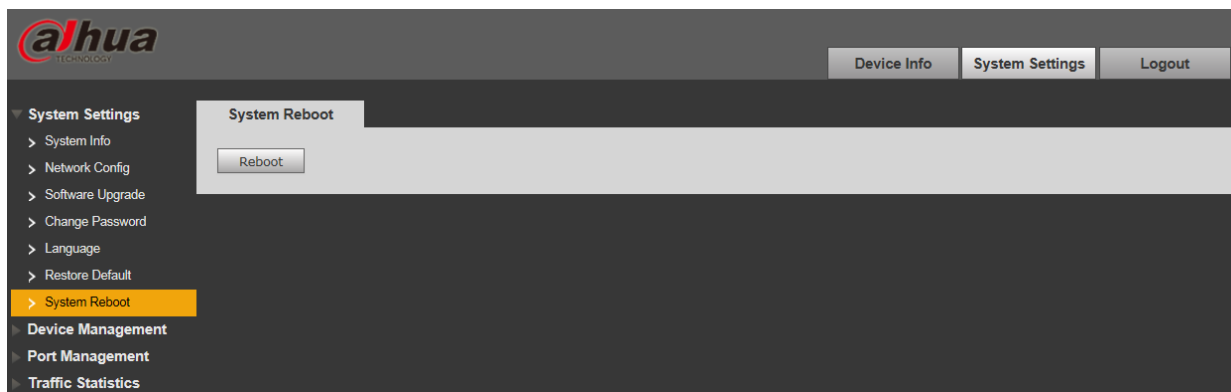 alhua
TECHNOLOGY
Device Info
System Settings
Logout
System Settings
System Info
Network Config
Software Upgrade
Change Password
Language
Restore Default
System Reboot
Device Management
Port Management
Traffic Statistics
System Reboot
Reboot